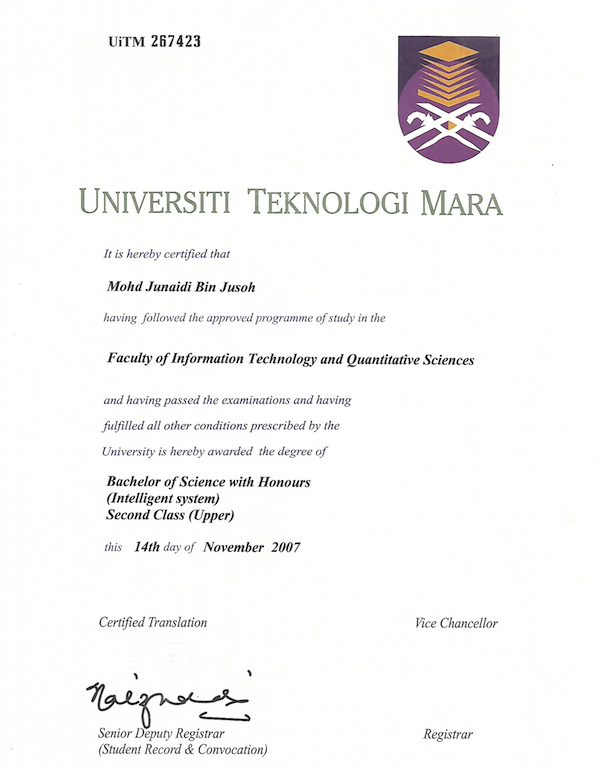 UiTM 267423
UNIVERSITI TEKNOLOGI MARA
It is hereby certified that
Mohd Junaidi Bin Jusoh
having followed the approved programme of study in the
Faculty of Information Technology and Quantitative Sciences
and having passed the examinations and having
fulfilled all other conditions prescribed by the
University is hereby awarded the degree of
Bachelor of Science with Honours
(Intelligent system)
Second Class (Upper)
this 14th day of November 2007
Certified Translation Vice Chancellor
Senior Deputy Registrar Registrar
(Student Record & Convocation)